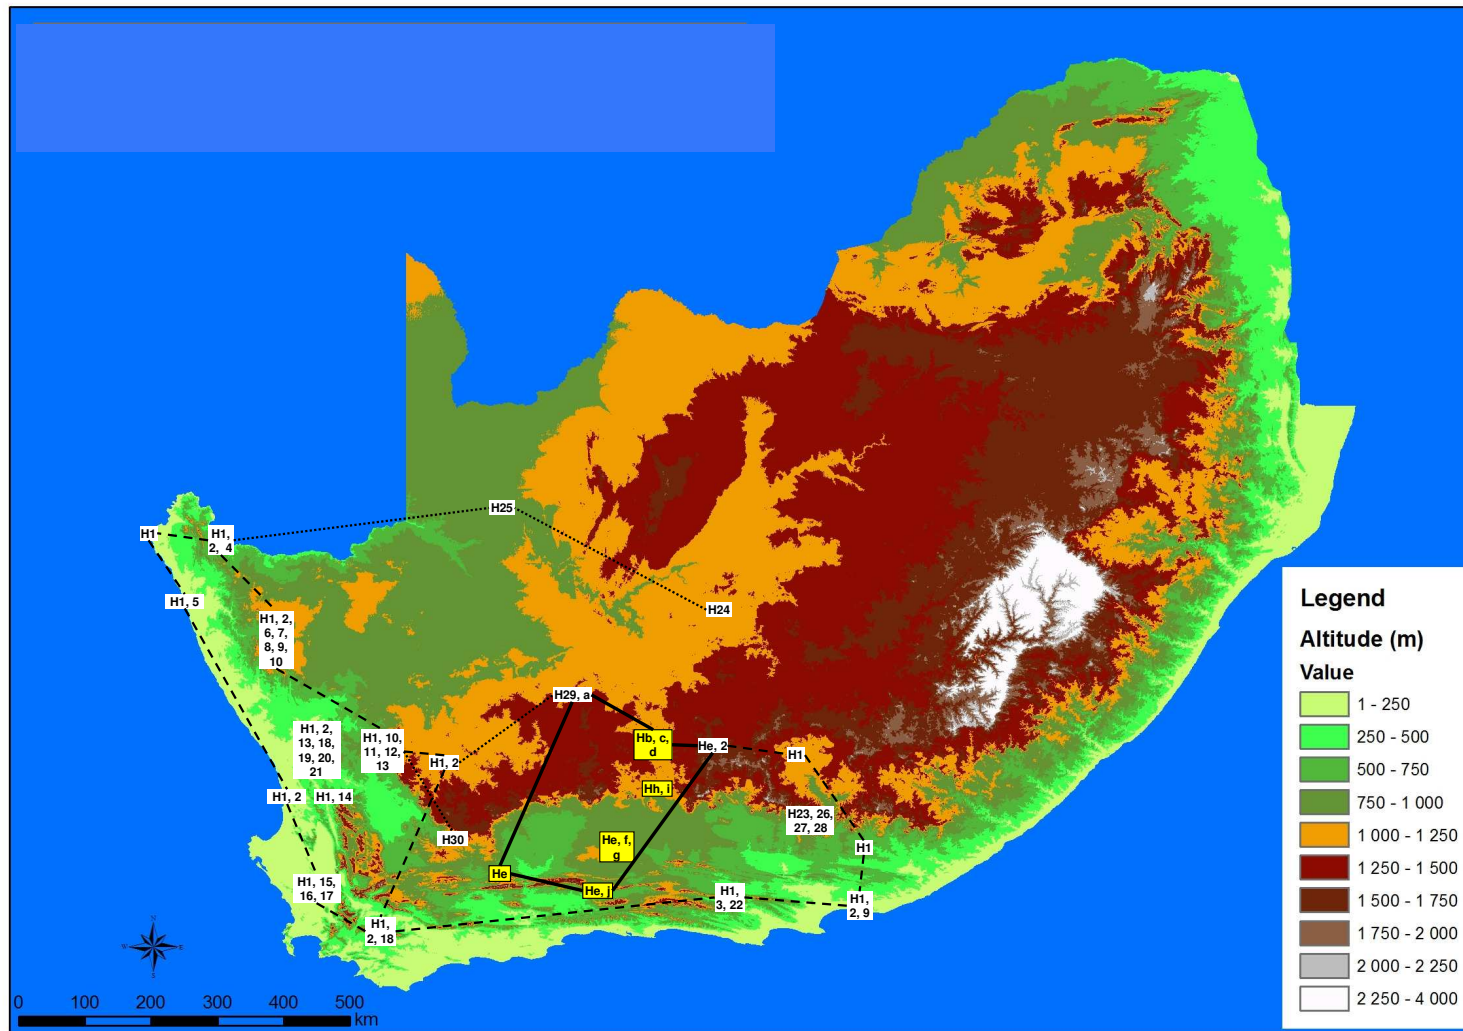 H25
H1
H1,
2, 4
H1, 5
H24
H1, 2,
6, 7,
8, 9,
10
H29, a
H1, 2,
13, 18,
19, 20,
21
H1, 10,
11, 12,
13
H1, 2
Hb, c,
d
He, 2
H1
Hh, i
H1, 2
H1, 14
H23, 26,
27, 28
H30
He, f,
g
H1
He
He, j
H1, 15,
16, 17
H1,
3, 22
H1,
2, 9
H1,
2, 18
N
W
E
S
0
100
200
300
400
500
km
Legend
Altitude (m)
Value
1 - 250
250 - 500
500 - 750
750 - 1 000
1 000 - 1 250
1 250 - 1 500
1 500 - 1 750
1 750 - 2 000
2 000 - 2 250
2 250 - 4 000